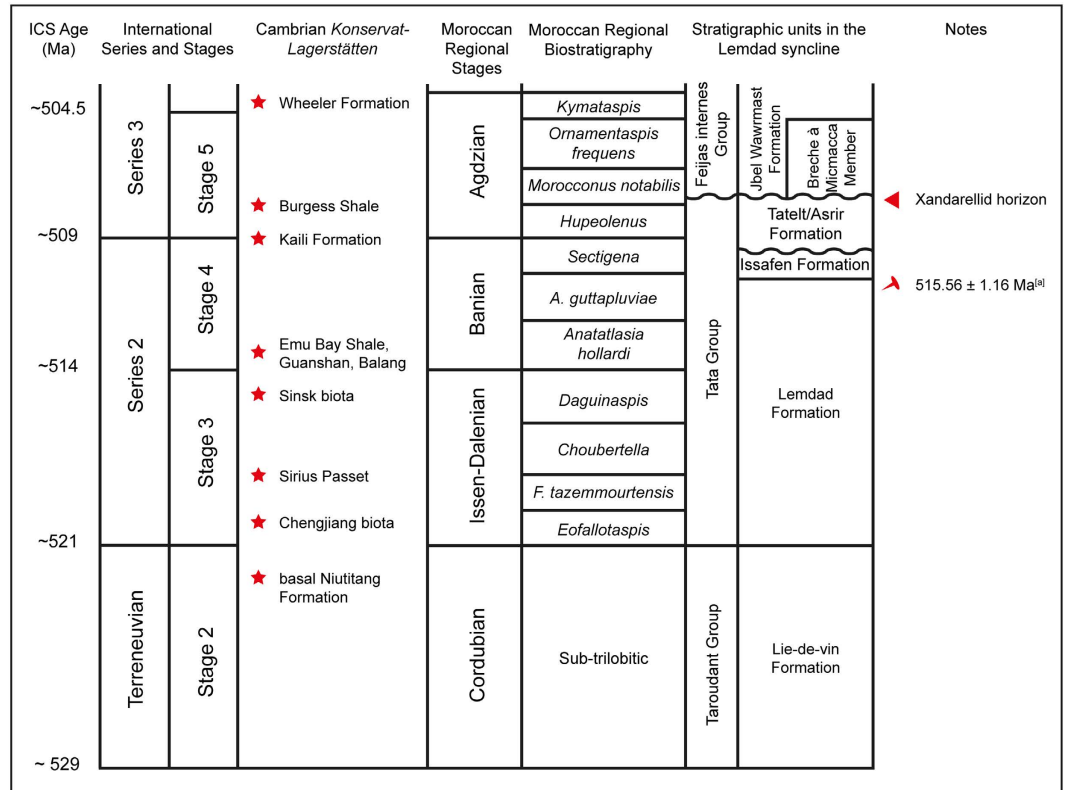 ICS Age
(Ma)
International
Series and Stages
Cambrian Konservat-
Lagerstätten
Moroccan
Regional
Stages
Moroccan Regional
Biostratigraphy
Stratigraphic units in the
Lemdad syncline
Notes
~504.5
~509
~514
~521
~ 529
Series 3
Series 2
Terreneuvian
Stage 5
Stage 4
Stage 3
Stage 2
Wheeler Formation
Burgess Shale
Kaili Formation
Emu Bay Shale,
Guanshan, Balang
Sinsk biota
Sirius Passet
Chengjiang biota
basal Niutitang
Formation
Agdzian
Banian
Issen-Dalenian
Cordubian
Kymataspis
Ornamentaspis
frequens
Morocconus notabilis
Hupeolenus
Sectigena
A. guttapluviae
Anatatlasia
hollardi
Daguinaspis
Choubertella
F. tazemmourtensis
Eofallotaspis
Sub-trilobitic
Feijas internes
Group
Tata Group
Taroudant Group
Jbel Wawrmast
Formation
Breche à
Micmacca
Member
Tatelt/Asrir
Formation
Issafen Formation
Lemdad
Formation
Lie-de-vin
Formation
Xandarellid horizon
515.56 ± 1.16 Ma[a]